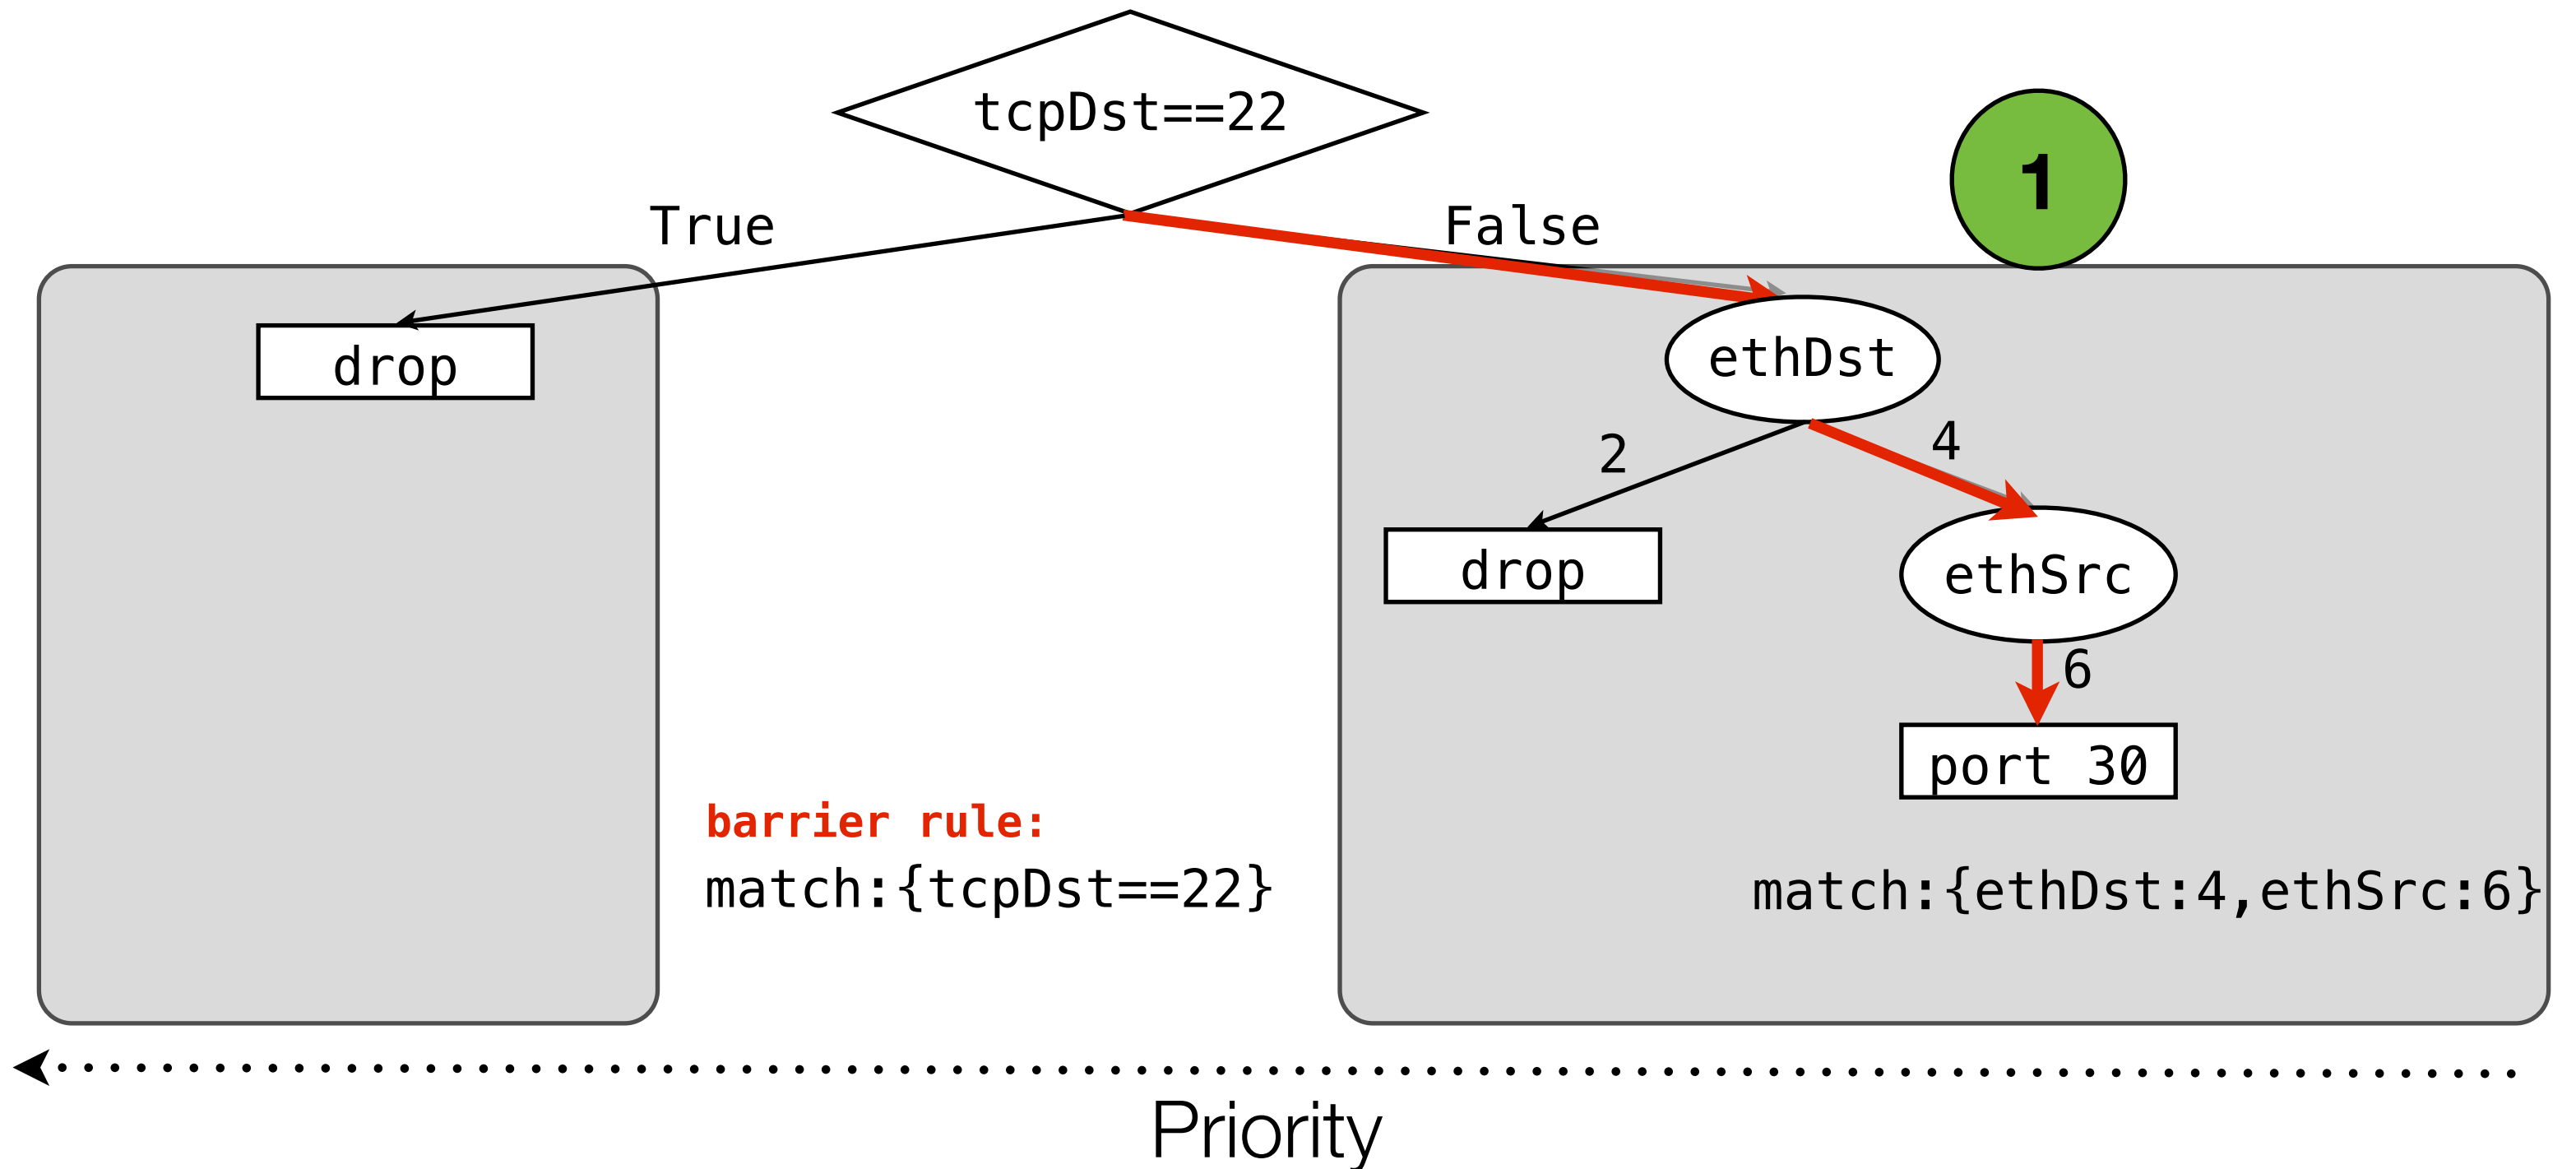 tcpDst==22
1
True
False
drop
ethDst
2
4
drop
ethSrc
6
port 30
barrier rule:
match:{tcpDst==22}
match:{ethDst:4,ethSrc:6}
Priority